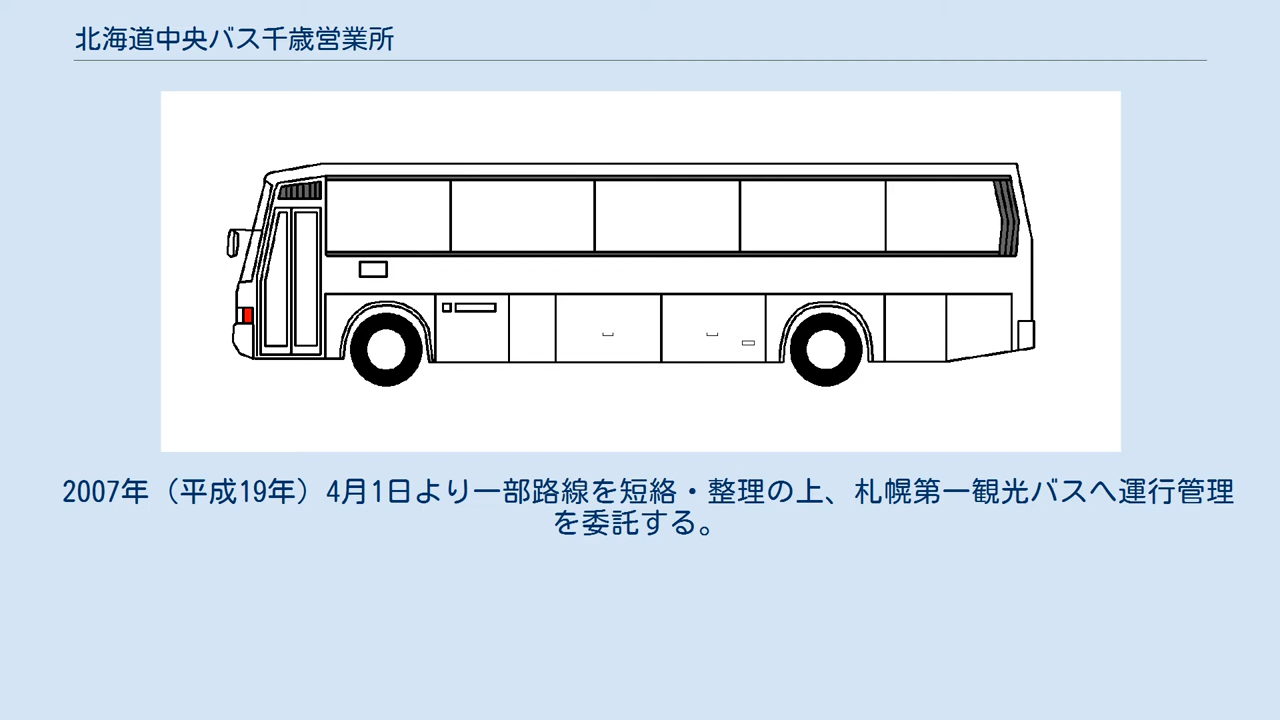 北海道中央バス千歳営業所
2007年（平成19年）4月1日より一部路線を短絡・整理の上、札幌第一観光バスへ運行管理
を委託する。